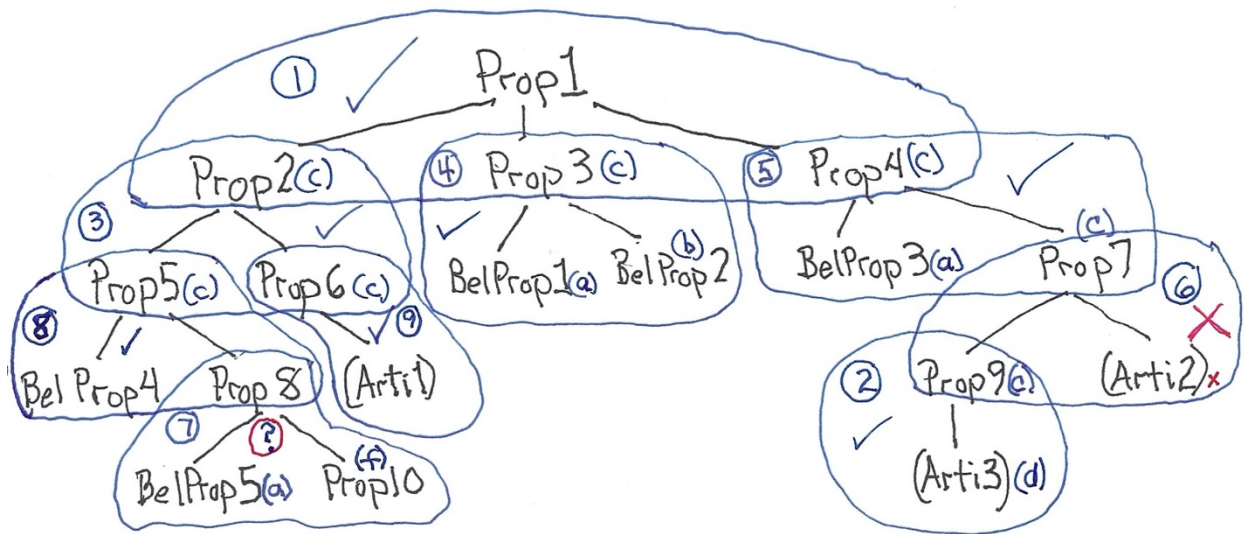 ① Prop1
Prop2(c) ④ Prop3(c) ⑤ Prop4(c)
③ (b) (c)
Prop5(c) Prop6(c) BelProp1(a) BelProp2 BelProp3(a) Prop7
⑧ ⑨ ⑥
BelProp4 Prop8 (Arti1) ② Prop9(c) (Arti2)x
⑦ ?
(f)
BelProp5(a) Prop10 (Arti3)(d)